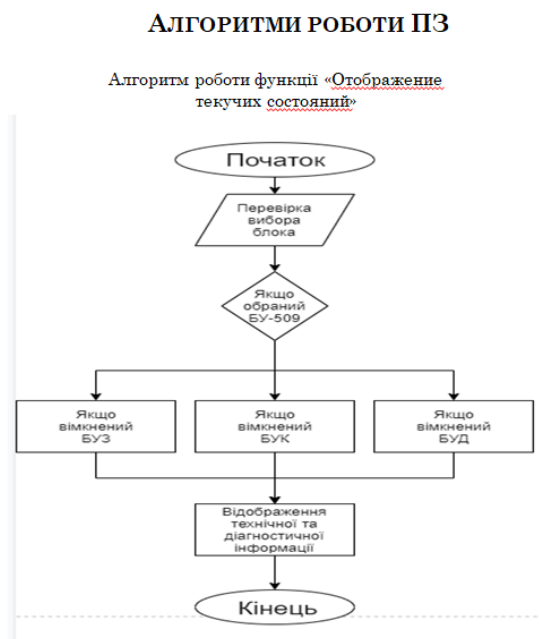 АЛГОРИТМИ РОБОТИ ПЗ
Алгоритм роботи функції «Отображение
текучих состояний»
Початок
Перевірка
вибора
блока
Якщо
обраний
БУ-509
Якщо
вімкнений
БУЗ
Якщо
вімкнений
БУК
Якщо
вімкнений
БУД
Відображення
технічної та
діагностичної
інформації
Кінець